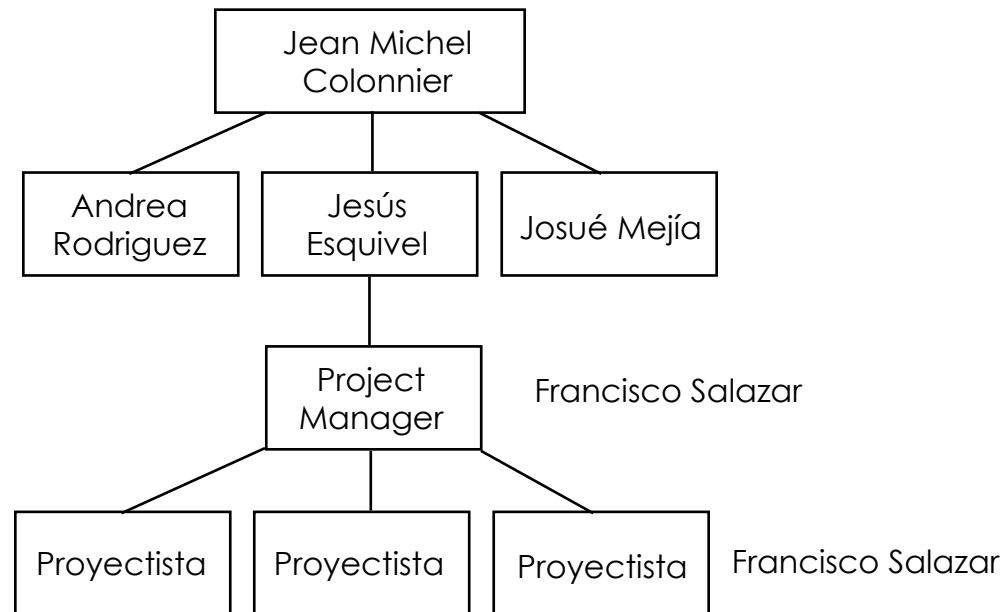 Jean Michel
Colonnier
Andrea
Rodriguez
Jesús
Esquivel
Josué Mejía
Project
Manager
Francisco Salazar
Proyectista
Proyectista
Proyectista
Francisco Salazar